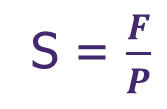 S = F/P